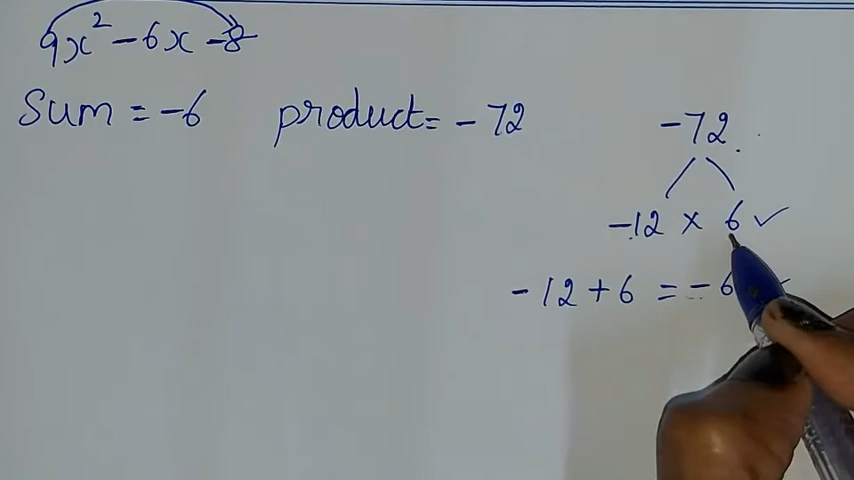 9x² - 6x - 8
Sum = -6 product = -72
-72
-12 × 6 ✓
-12 + 6 = -6